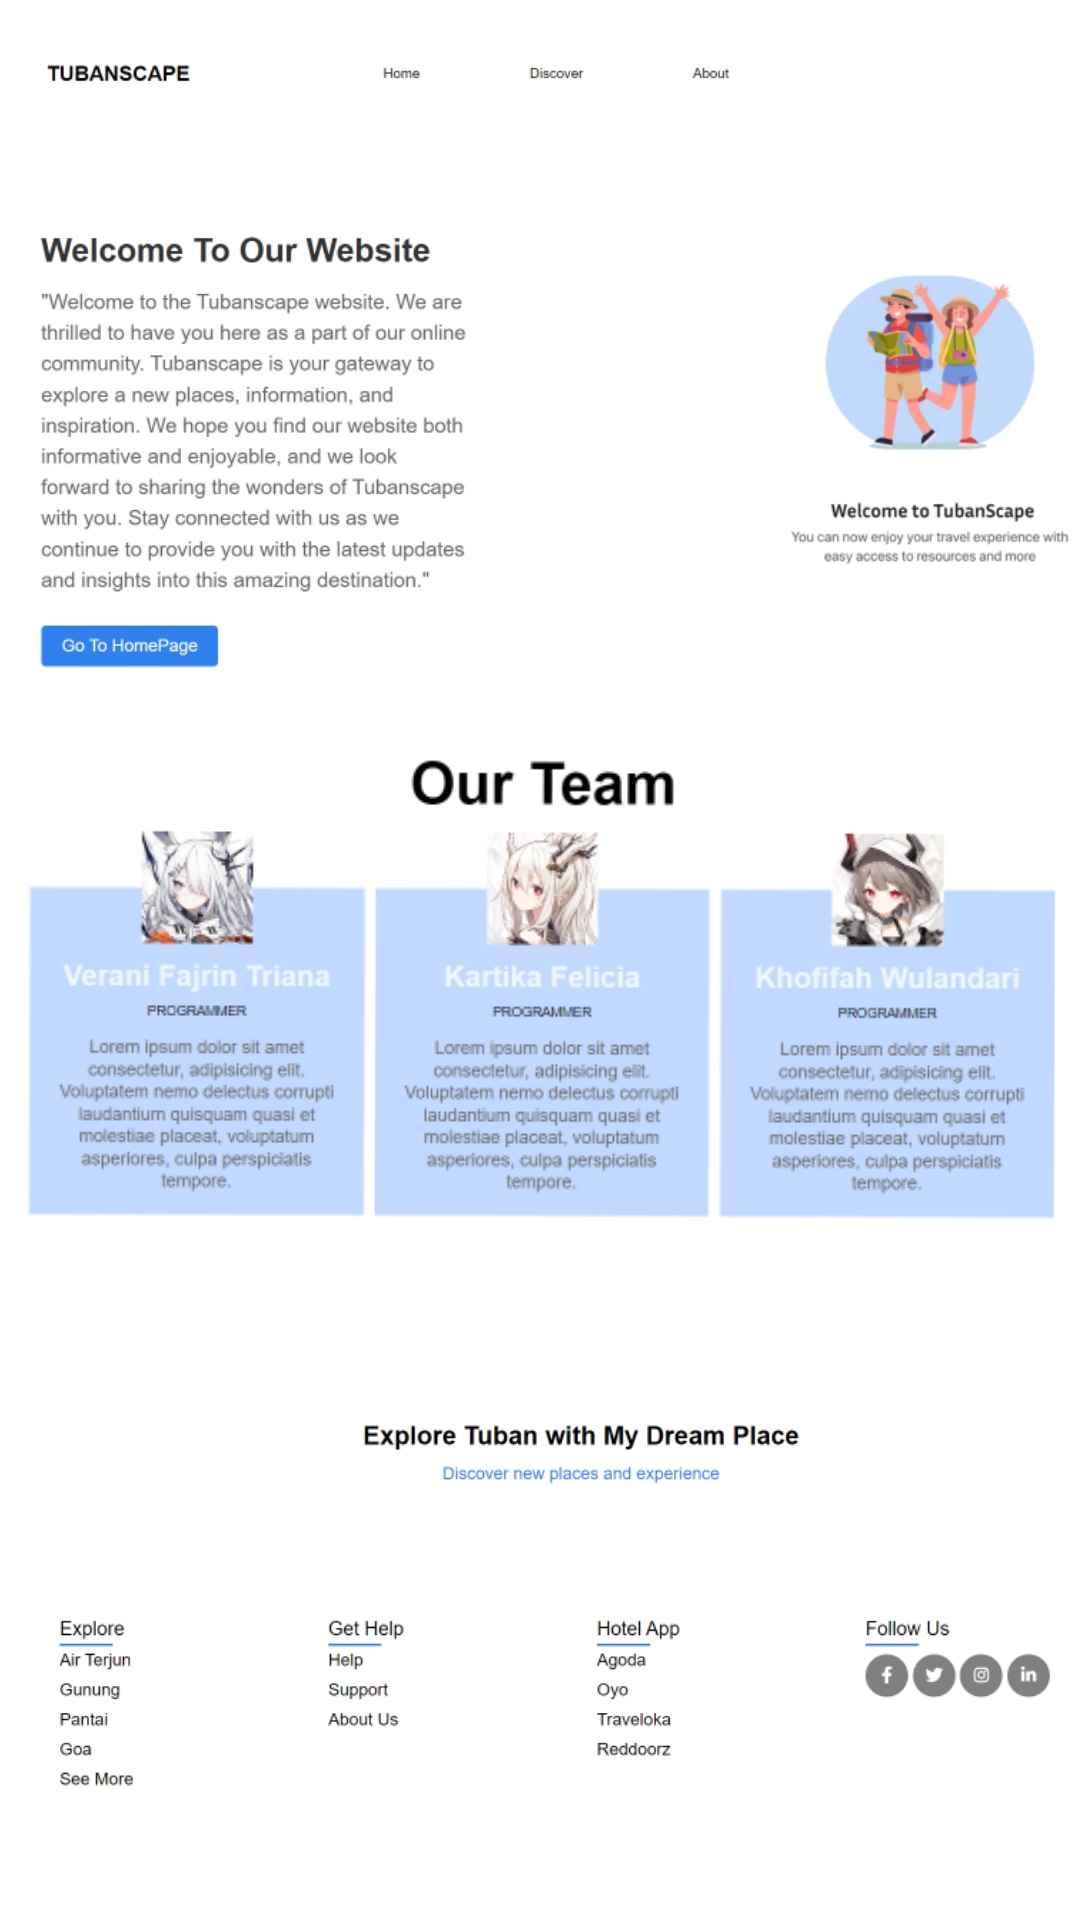 TUBANSCAPE
Home
Discover
About
Welcome To Our Website
"Welcome to the Tubanscape website. We are
thrilled to have you here as a part of our online
community. Tubanscape is your gateway to
explore a new places, information, and
inspiration. We hope you find our website both
informative and enjoyable, and we look
forward to sharing the wonders of Tubanscape
with you. Stay connected with us as we
continue to provide you with the latest updates
and insights into this amazing destination."
Go To HomePage
Welcome to TubanScape
You can now enjoy your travel experience with
easy access to resources and more
Our Team
Verani Fajrin Triana
PROGRAMMER
Lorem ipsum dolor sit amet
consectetur, adipisicing elit.
Voluptatem nemo delectus corrupti
laudantium quisquam quasi et
molestiae placeat, voluptatum
asperiores, culpa perspiciatis
tempore.
Kartika Felicia
PROGRAMMER
Lorem ipsum dolor sit amet
consectetur, adipisicing elit.
Voluptatem nemo delectus corrupti
laudantium quisquam quasi et
molestiae placeat, voluptatum
asperiores, culpa perspiciatis
tempore.
Khofifah Wulandari
PROGRAMMER
Lorem ipsum dolor sit amet
consectetur, adipisicing elit.
Voluptatem nemo delectus corrupti
laudantium quisquam quasi et
molestiae placeat, voluptatum
asperiores, culpa perspiciatis
tempore.
Explore Tuban with My Dream Place
Discover new places and experience
Explore
Air Terjun
Gunung
Pantai
Goa
See More
Get Help
Help
Support
About Us
Hotel App
Agoda
Oyo
Traveloka
Reddoorz
Follow Us